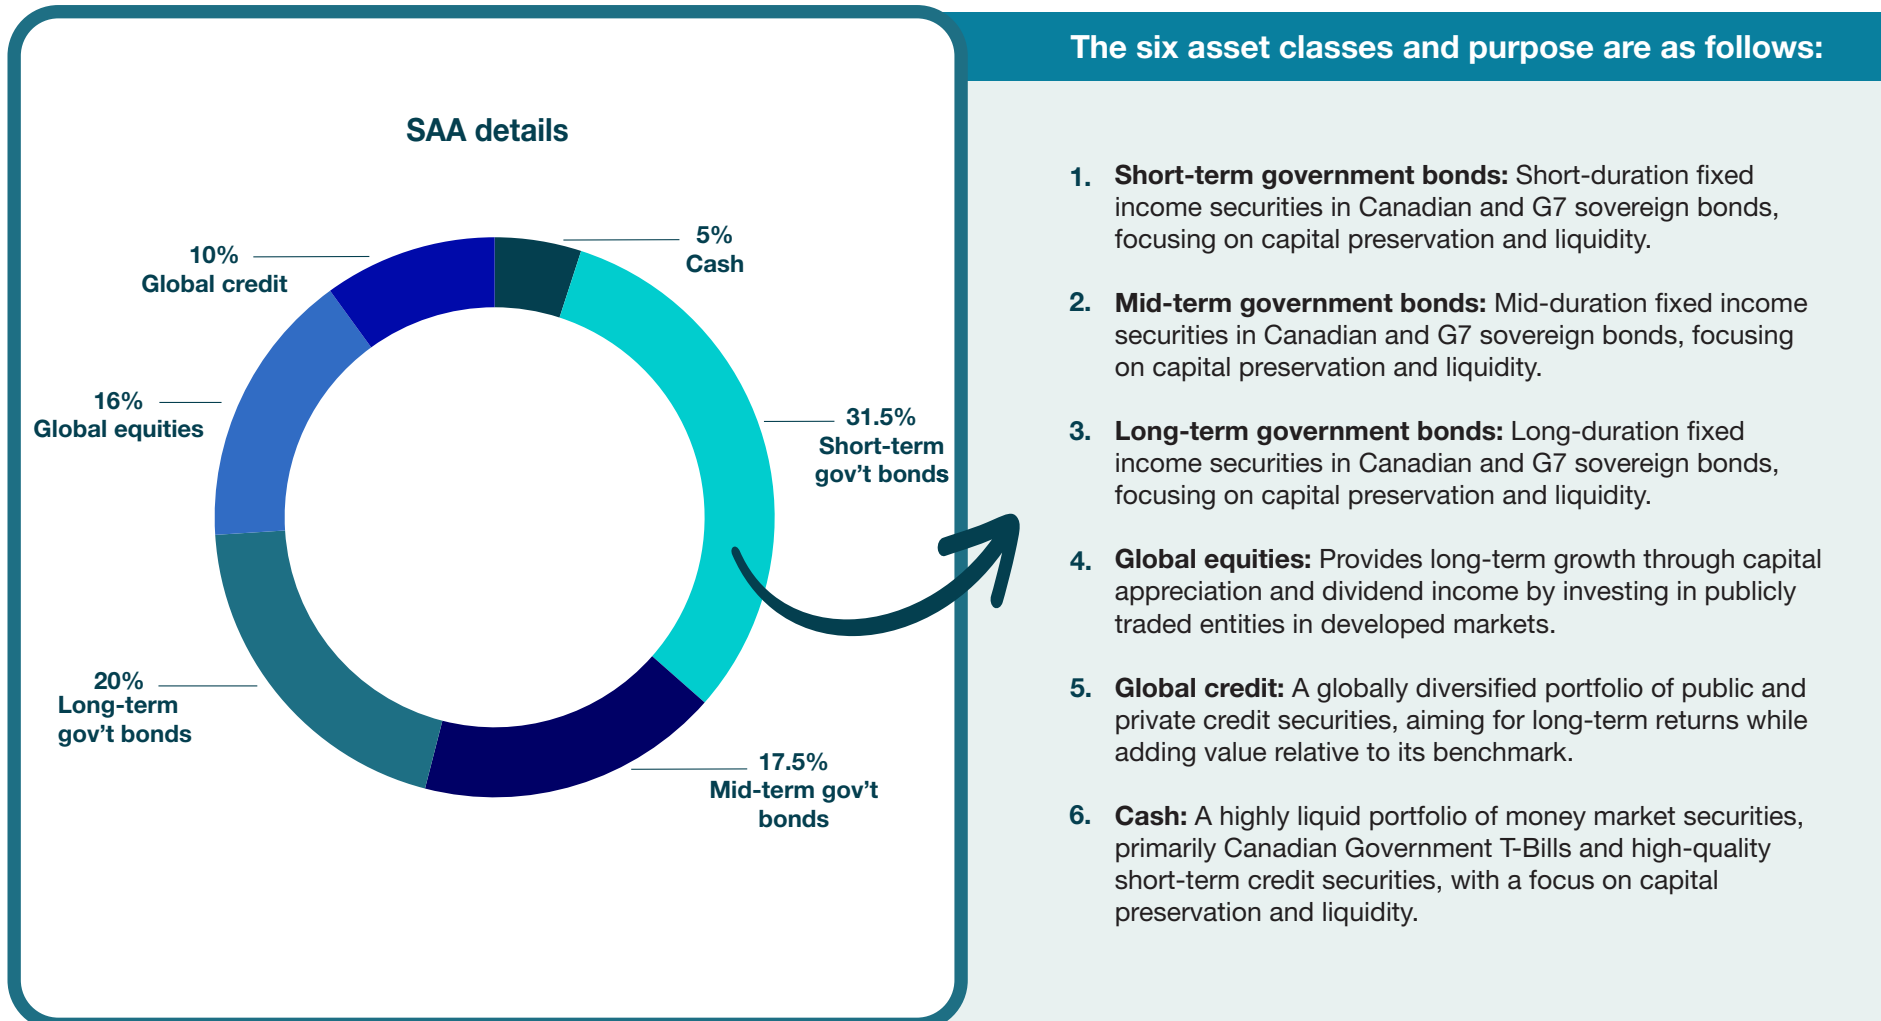 SAA details
5%
Cash
31.5%
Short-term
gov't bonds
17.5%
Mid-term gov't
bonds
20%
Long-term
gov't bonds
16%
Global equities
10%
Global credit
The six asset classes and purpose are as follows:
1. Short-term government bonds: Short-duration fixed
income securities in Canadian and G7 sovereign bonds,
focusing on capital preservation and liquidity.
2. Mid-term government bonds: Mid-duration fixed income
securities in Canadian and G7 sovereign bonds, focusing
on capital preservation and liquidity.
3. Long-term government bonds: Long-duration fixed
income securities in Canadian and G7 sovereign bonds,
focusing on capital preservation and liquidity.
4. Global equities: Provides long-term growth through capital
appreciation and dividend income by investing in publicly
traded entities in developed markets.
5. Global credit: A globally diversified portfolio of public and
private credit securities, aiming for long-term returns while
adding value relative to its benchmark.
6. Cash: A highly liquid portfolio of money market securities,
primarily Canadian Government T-Bills and high-quality
short-term credit securities, with a focus on capital
preservation and liquidity.